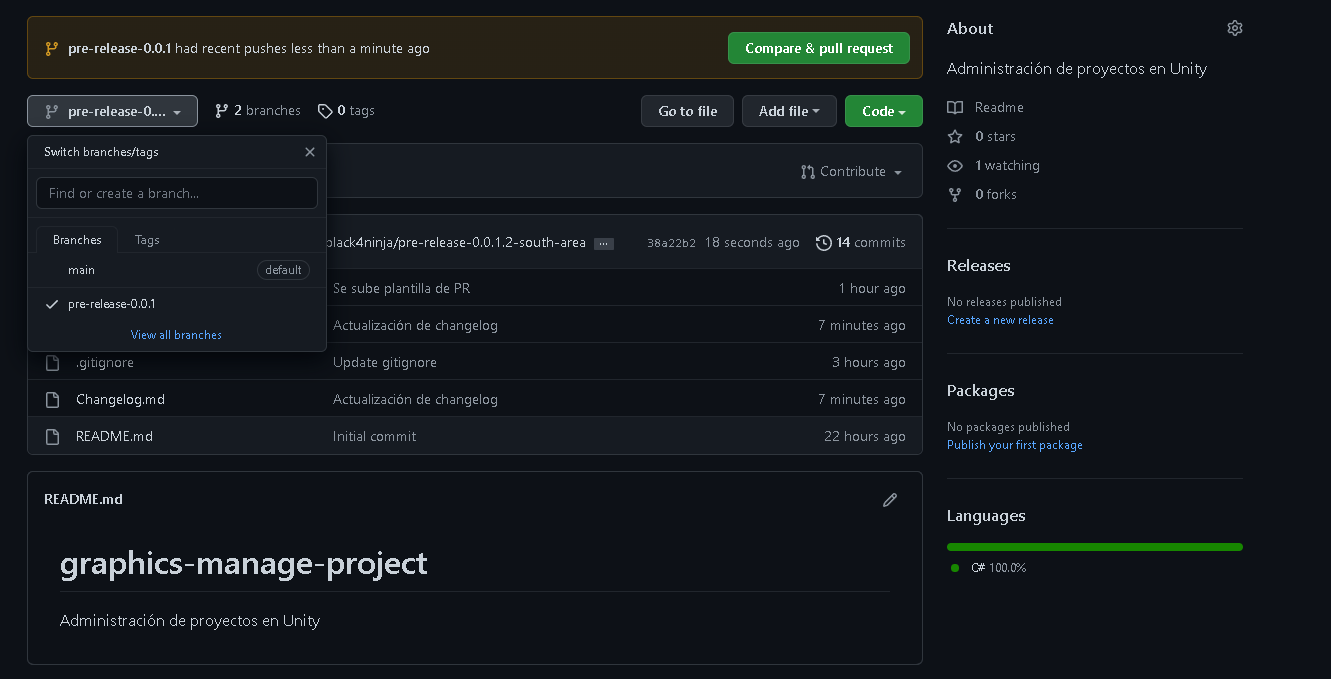 pre-release-0.0.1 had recent pushes less than a minute ago
Compare & pull request
pre-release-0....
2 branches
0 tags
Go to file
Add file
Code
Switch branches/tags
Find or create a branch...
Branches
Tags
main
default
pre-release-0.0.1
View all branches
Contribute
black4ninja/pre-release-0.0.1.2-south-area
...
38a22b2
18 seconds ago
14 commits
Se sube plantilla de PR
1 hour ago
Actualización de changelog
7 minutes ago
.gitignore
Update gitignore
3 hours ago
Changelog.md
Actualización de changelog
7 minutes ago
README.md
Initial commit
22 hours ago
README.md
graphics-manage-project
Administración de proyectos en Unity
About
Administración de proyectos en Unity
Readme
0 stars
1 watching
0 forks
Releases
No releases published
Create a new release
Packages
No packages published
Publish your first package
Languages
C# 100.0%